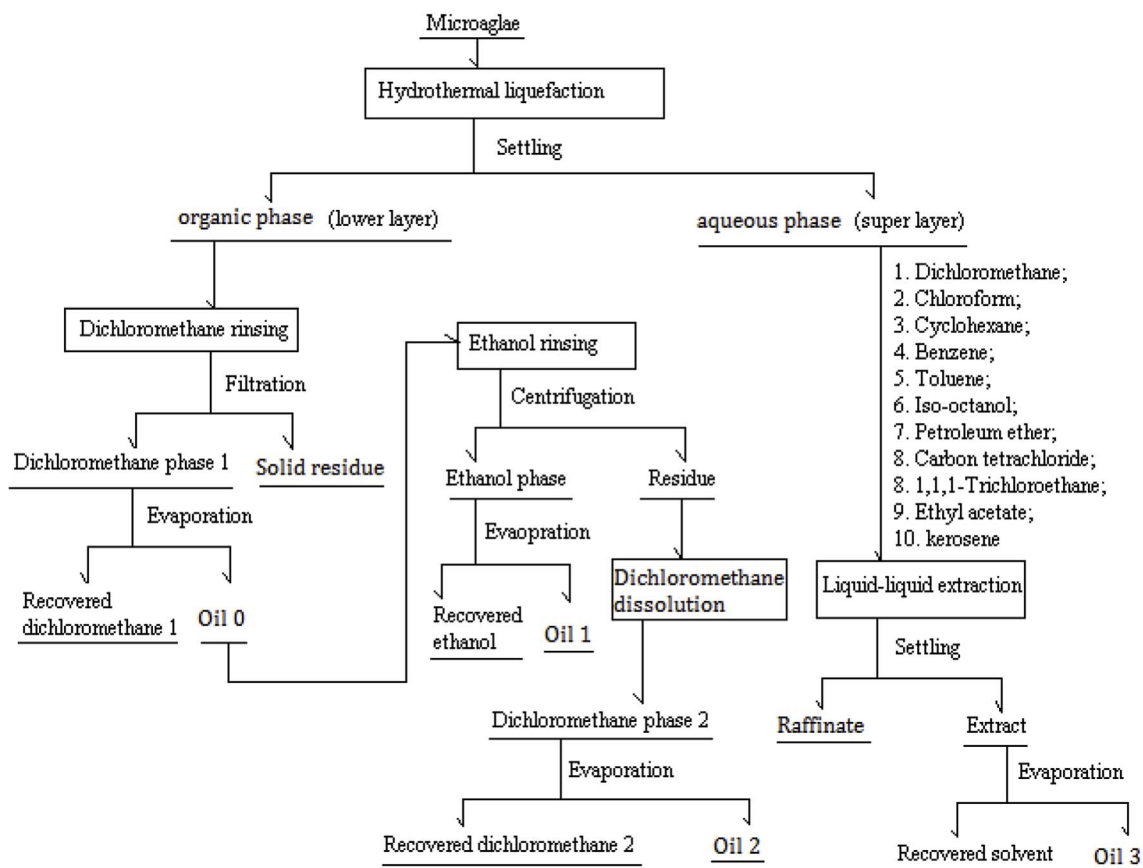 Microaglae
Hydrothermal liquefaction
Settling
organic phase (lower layer)
aqueous phase (super layer)
1. Dichloromethane;
2. Chloroform;
3. Cyclohexane;
4. Benzene;
5. Toluene;
6. Iso-octanol;
7. Petroleum ether;
8. Carbon tetrachloride;
8. 1,1,1-Trichloroethane;
9. Ethyl acetate;
10. kerosene
Dichloromethane rinsing
Filtration
Dichloromethane phase 1
Solid residue
Evaporation
Recovered
dichloromethane 1
Oil 0
Ethanol rinsing
Centrifugation
Ethanol phase
Residue
Evaopration
Recovered
ethanol
Oil 1
Dichloromethane
dissolution
Dichloromethane phase 2
Evaporation
Recovered dichloromethane 2
Oil 2
Liquid-liquid extraction
Settling
Raffinate
Extract
Evaporation
Recovered solvent
Oil 3